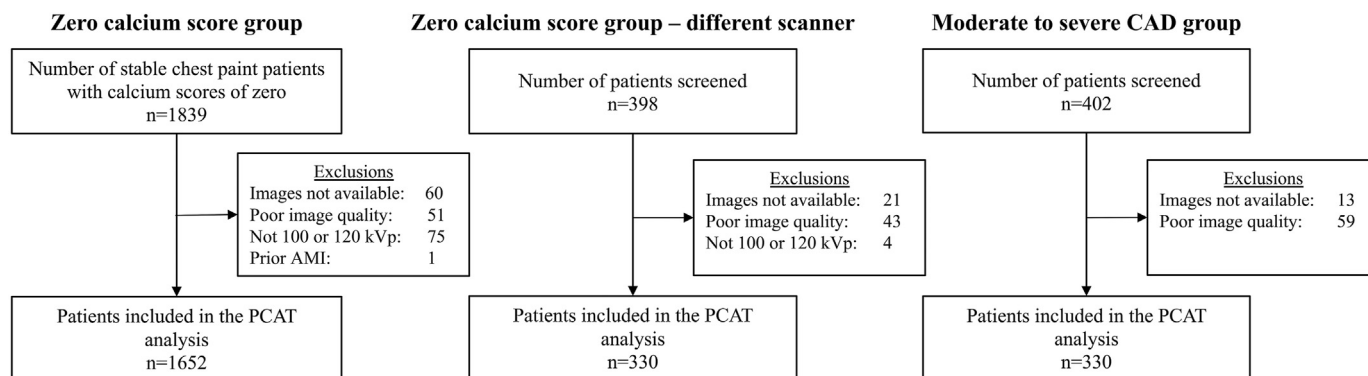 Zero calcium score group
Number of stable chest paint patients
with calcium scores of zero
n=1839
Exclusions
Images not available: 60
Poor image quality: 51
Not 100 or 120 kVp: 75
Prior AMI: 1
Patients included in the PCAT
analysis
n=1652
Zero calcium score group – different scanner
Number of patients screened
n=398
Exclusions
Images not available: 21
Poor image quality: 43
Not 100 or 120 kVp: 4
Patients included in the PCAT
analysis
n=330
Moderate to severe CAD group
Number of patients screened
n=402
Exclusions
Images not available: 13
Poor image quality: 59
Patients included in the PCAT
analysis
n=330